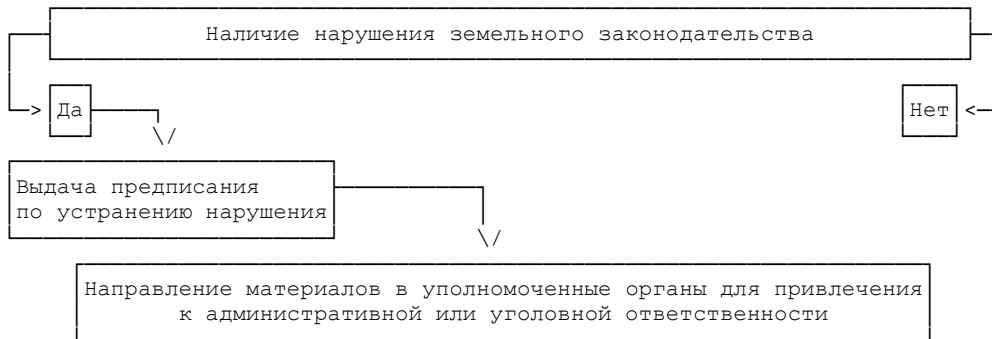 Наличие нарушения земельного законодательства
Да
Нет
Выдача предписания
по устранению нарушения
Направление материалов в уполномоченные органы для привлечения
к административной или уголовной ответственности